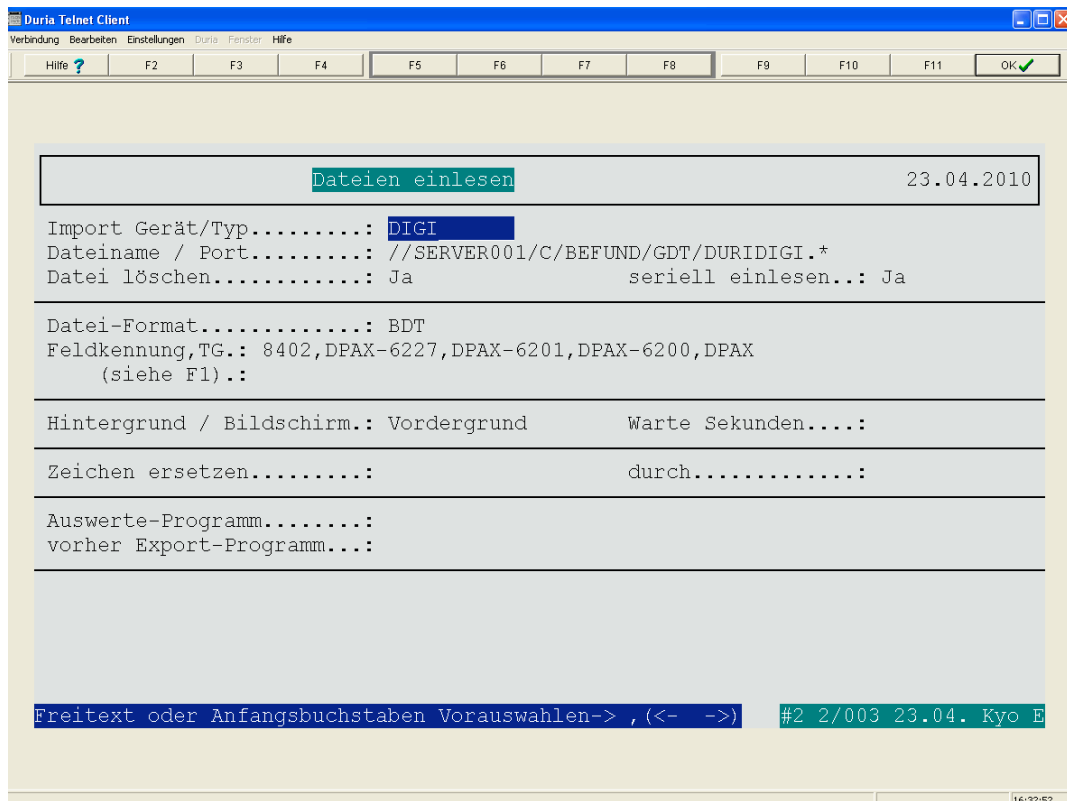 Duria Telnet Client
Verbindung Bearbeiten Einstellungen Duria Fenster Hilfe
Hilfe ? F2 F3 F4 F5 F6 F7 F8 F9 F10 F11 OK
Dateien einlesen 23.04.2010
Import Gerät/Typ.........: DIGI
Dateiname / Port.........: //SERVER001/C/BEFUND/GDT/DURIDIGI.*
Datei löschen............: Ja seriell einlesen..: Ja
Datei-Format.............: BDT
Feldkennung,TG.: 8402,DPAX-6227,DPAX-6201,DPAX-6200,DPAX
(siehe F1).:
Hintergrund / Bildschirm.: Vordergrund Warte Sekunden....:
Zeichen ersetzen.........: durch.............:
Auswerte-Programm........:
vorher Export-Programm...:
Freitext oder Anfangsbuchstaben Vorauswahlen-> ,(<- ->) #2 2/003 23.04. Kyo E
16:32:52